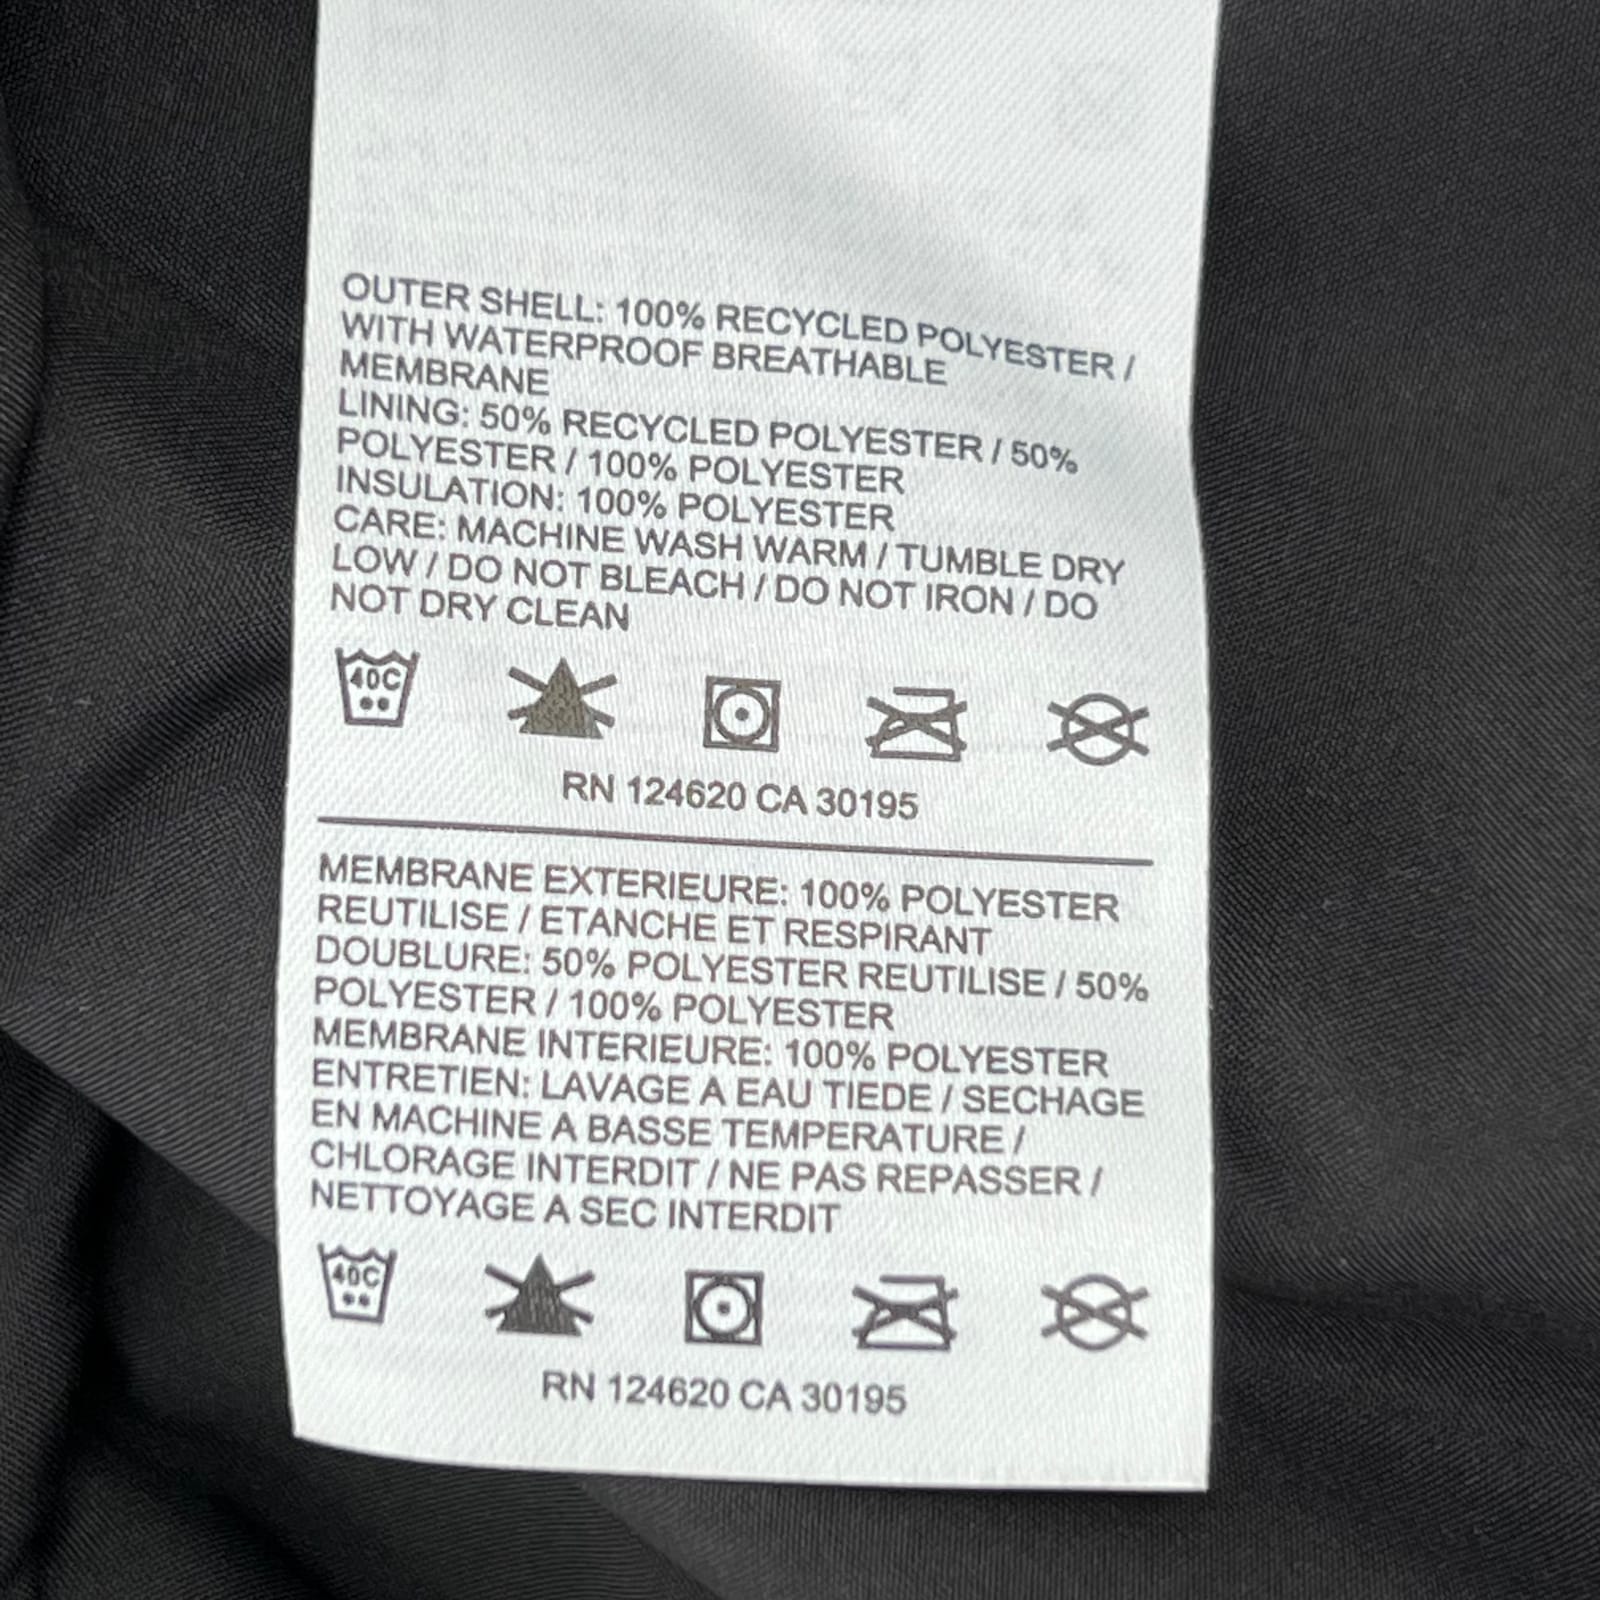 OUTER SHELL: 100% RECYCLED POLYESTER /
WITH WATERPROOF BREATHABLE
MEMBRANE
LINING: 50% RECYCLED POLYESTER / 50%
POLYESTER / 100% POLYESTER
INSULATION: 100% POLYESTER
CARE: MACHINE WASH WARM / TUMBLE DRY
LOW / DO NOT BLEACH / DO NOT IRON / DO
NOT DRY CLEAN
40C
RN 124620 CA 30195
MEMBRANE EXTERIEURE: 100% POLYESTER
REUTILISE / ETANCHE ET RESPIRANT
DOUBLURE: 50% POLYESTER REUTILISE / 50%
POLYESTER / 100% POLYESTER
MEMBRANE INTERIEURE: 100% POLYESTER
ENTRETIEN: LAVAGE A EAU TIEDE / SECHAGE
EN MACHINE A BASSE TEMPERATURE /
CHLORAGE INTERDIT / NE PAS REPASSER /
NETTOYAGE A SEC INTERDIT
40C
RN 124620 CA 30195